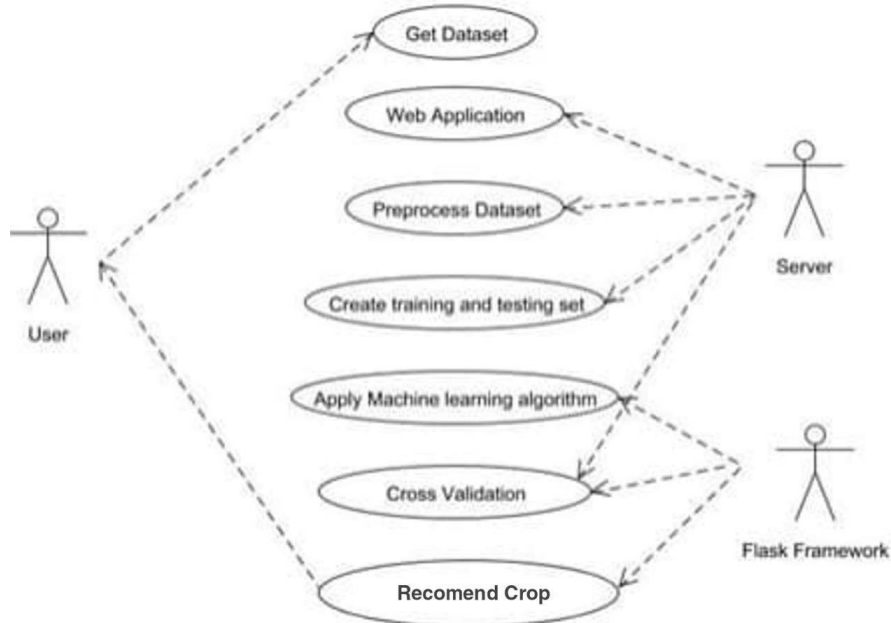 Get Dataset
Web Application
Preprocess Dataset
Server
Create training and testing set
User
Apply Machine learning algorithm
Cross Validation
Flask Framework
Recomend Crop